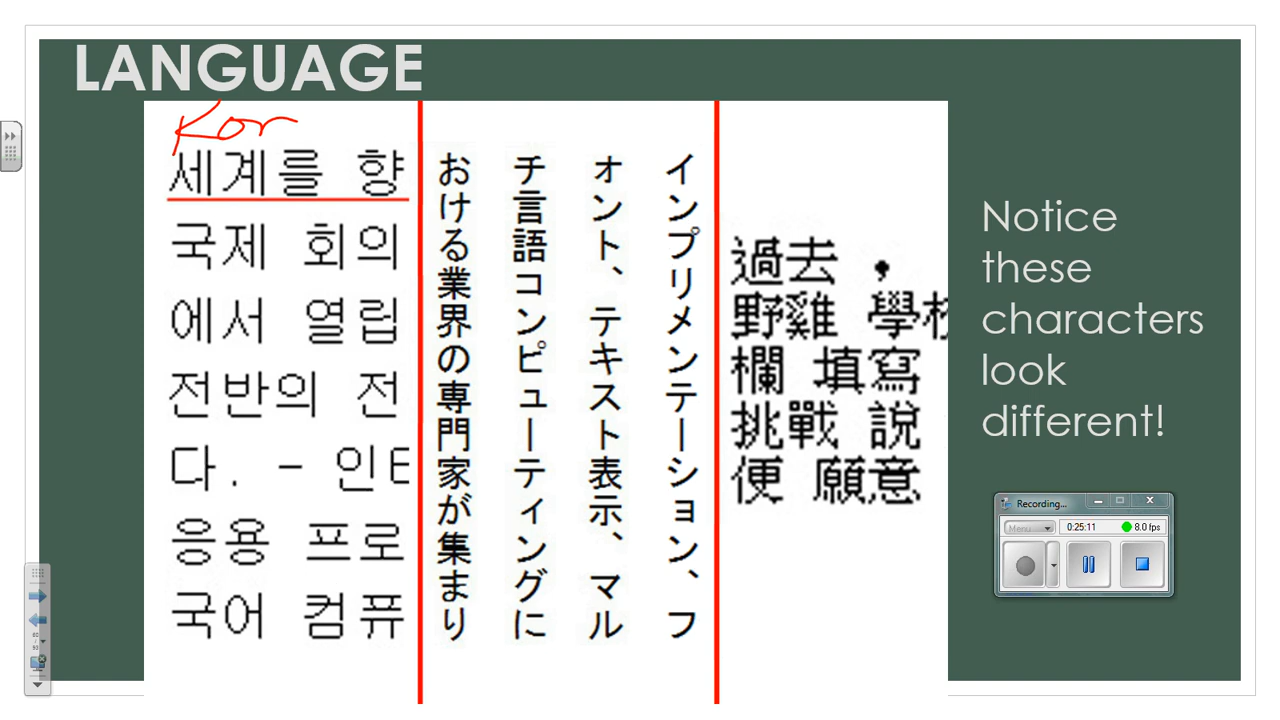 LANGUAGE
Kor
세계를 향
국제 회의
에서 열립
전반의 전
다. - 인터
응용 프로
국어 컴퓨
インプリメンテーション、フ
ォント、テキスト表示、マル
チ言語コンピューティングに
おける業界の専門家が集まり
過去，
野雞 學校
欄 填寫
挑戰 說
便 願意
Notice
these
characters
look
different!
Recording...
Menu
0:25:11
8.0 fps